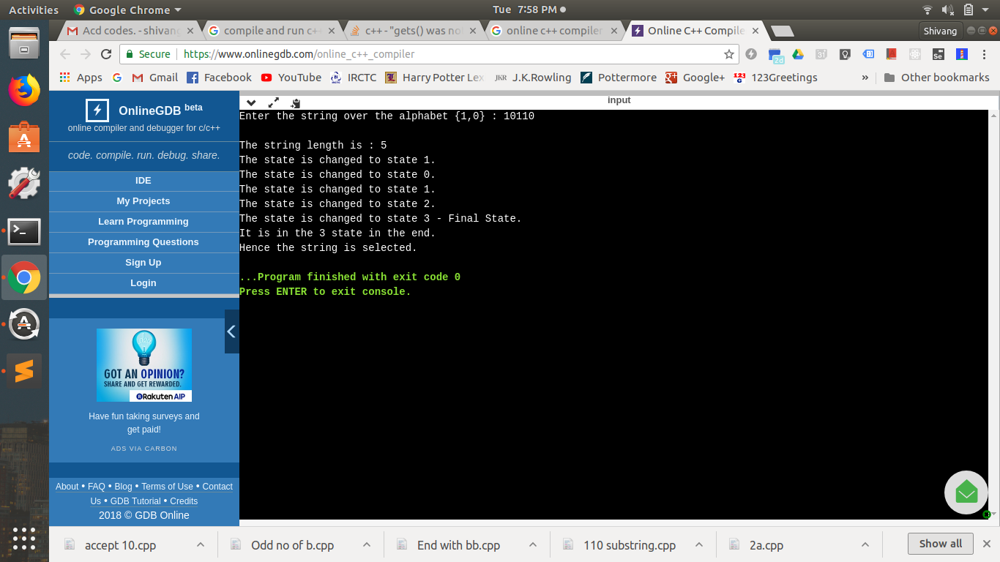 Activities Google Chrome Tue 7:58 PM
Acd codes. - shivang
compile and run c++
c++ - "gets() was no
online c++ compiler
Online C++ Compile
Shivang
Secure https://www.onlinegdb.com/online_c++_compiler
2d
31
Se
Apps Gmail Facebook YouTube IRCTC Harry Potter Lex JKR J.K.Rowling Pottermore Google+ 123Greetings » Other bookmarks
OnlineGDB beta
online compiler and debugger for c/c++
code. compile. run. debug. share.
IDE
My Projects
Learn Programming
Programming Questions
Sign Up
Login
GOT AN OPINION?
SHARE AND GET REWARDED.
Rakuten AIP
Have fun taking surveys and
get paid!
ADS VIA CARBON
About • FAQ • Blog • Terms of Use • Contact
Us • GDB Tutorial • Credits
2018 © GDB Online
input
Enter the string over the alphabet {1,0} : 10110
The string length is : 5
The state is changed to state 1.
The state is changed to state 0.
The state is changed to state 1.
The state is changed to state 2.
The state is changed to state 3 - Final State.
It is in the 3 state in the end.
Hence the string is selected.
...Program finished with exit code 0
Press ENTER to exit console.
accept 10.cpp
Odd no of b.cpp
End with bb.cpp
110 substring.cpp
2a.cpp
Show all